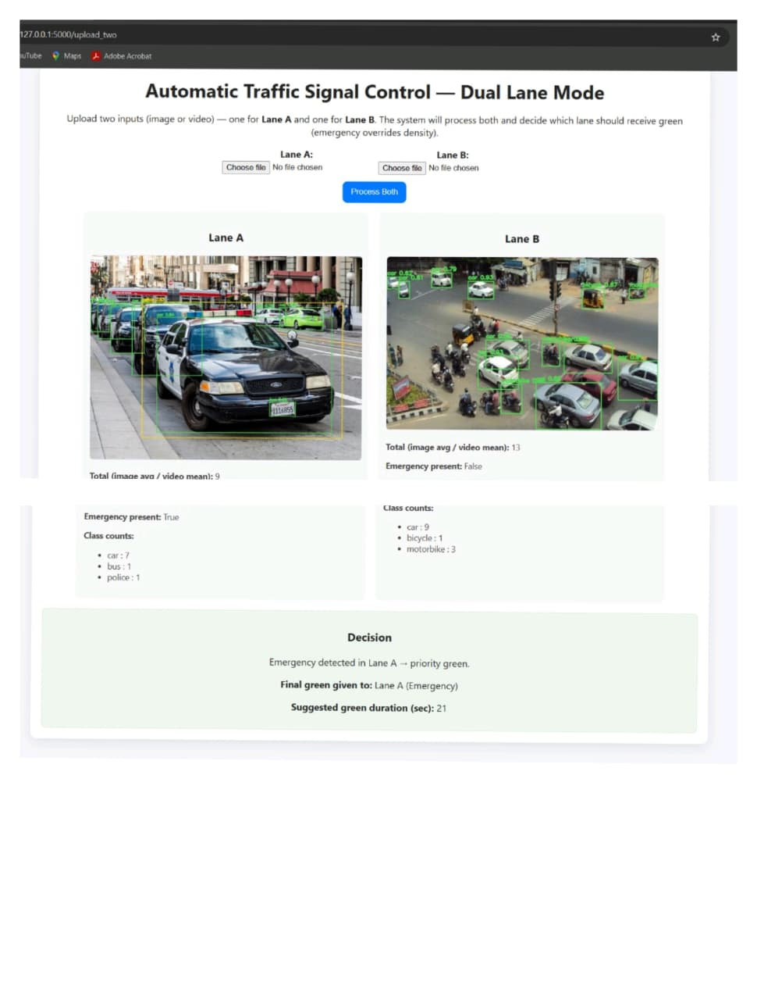 127.0.0.1:5000/upload_two
uTube Maps Adobe Acrobat
Automatic Traffic Signal Control — Dual Lane Mode
Upload two inputs (image or video) — one for Lane A and one for Lane B. The system will process both and decide which lane should receive green
(emergency overrides density).
Lane A: Lane B:
Choose file No file chosen Choose file No file chosen
Process Both
Lane A
Lane B
car 0.93
1116855
Total (image avg / video mean): 13
Emergency present: False
Total (image avg / video mean): 9
Class counts:
car : 9
bicycle : 1
motorbike : 3
Emergency present: True
Class counts:
car : 7
bus : 1
police : 1
Decision
Emergency detected in Lane A → priority green.
Final green given to: Lane A (Emergency)
Suggested green duration (sec): 21